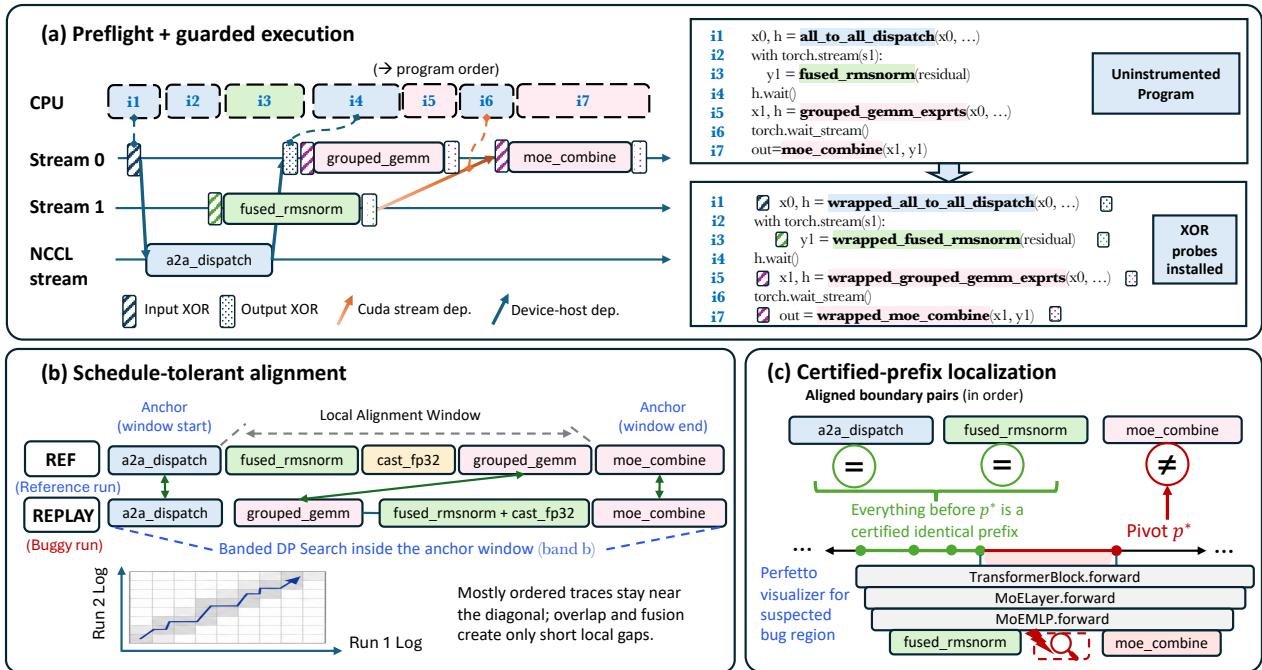 (a) Preflight + guarded execution
(→ program order)
CPU
i1 i2 i3 i4 i5 i6 i7
Stream 0
grouped_gemm
moe_combine
Stream 1
fused_rmsnorm
NCCL
stream
a2a_dispatch
Input XOR
Output XOR
Cuda stream dep.
Device-host dep.
i1 x0, h = all_to_all_dispatch(x0, …)
i2 with torch.stream(s1):
i3 y1 = fused_rmsnorm(residual)
i4 h.wait()
i5 x1, h = grouped_gemm_exprts(x0, …)
i6 torch.wait_stream()
i7 out=moe_combine(x1, y1)
Uninstrumented
Program
i1 x0, h = wrapped_all_to_all_dispatch(x0, …)
i2 with torch.stream(s1):
i3 y1 = wrapped_fused_rmsnorm(residual)
i4 h.wait()
i5 x1, h = wrapped_grouped_gemm_exprts(x0, …)
i6 torch.wait_stream()
i7 out = wrapped_moe_combine(x1, y1)
XOR
probes
installed
(b) Schedule-tolerant alignment
Anchor
(window start)
Local Alignment Window
Anchor
(window end)
REF
a2a_dispatch
fused_rmsnorm
cast_fp32
grouped_gemm
moe_combine
(Reference run)
REPLAY
a2a_dispatch
grouped_gemm
fused_rmsnorm + cast_fp32
moe_combine
(Buggy run)
Banded DP Search inside the anchor window (band b)
Run 2 Log
Run 1 Log
Mostly ordered traces stay near
the diagonal; overlap and fusion
create only short local gaps.
(c) Certified-prefix localization
Aligned boundary pairs (in order)
a2a_dispatch
fused_rmsnorm
moe_combine
= = ≠
Everything before p* is a
certified identical prefix
Pivot p*
... ...
Perfetto
visualizer for
suspected
bug region
TransformerBlock.forward
MoELayer.forward
MoEMLP.forward
fused_rmsnorm
moe_combine